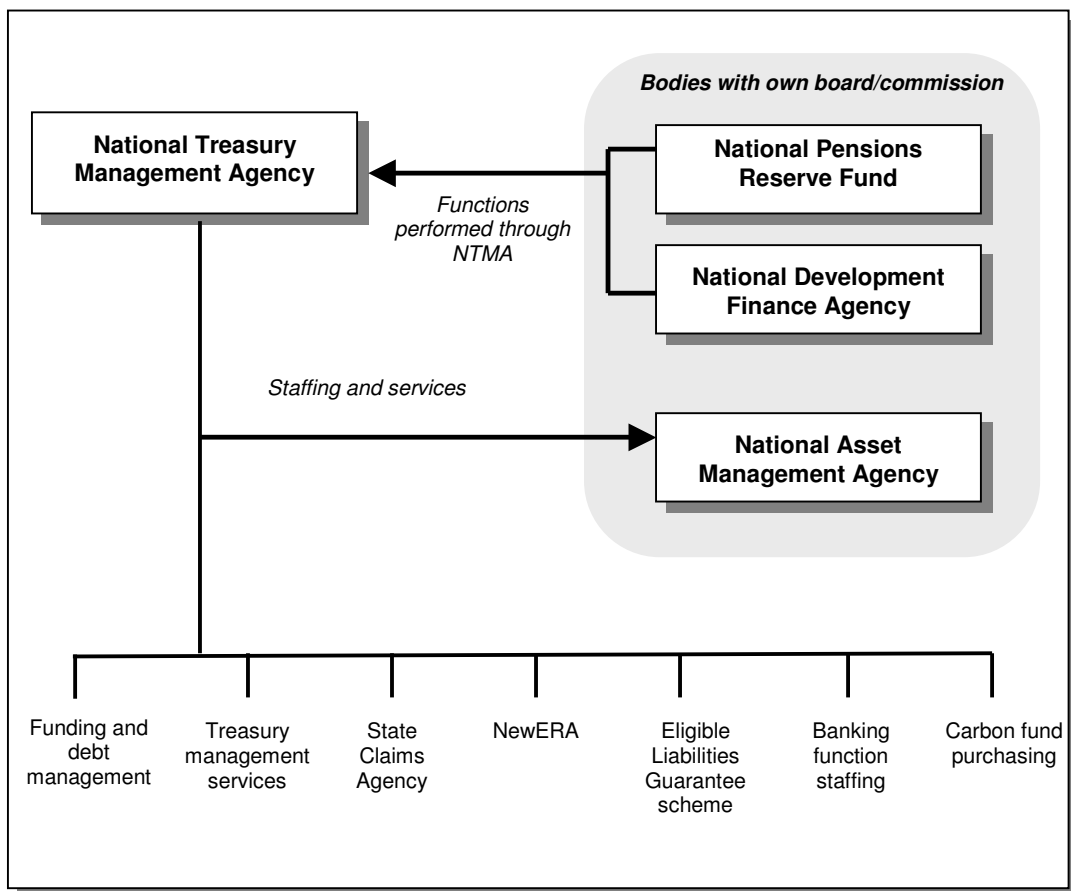 Bodies with own board/commission
National Treasury
Management Agency
National Pensions
Reserve Fund
Functions
performed through
NTMA
National Development
Finance Agency
Staffing and services
National Asset
Management Agency
Funding and
debt
management
Treasury
management
services
State
Claims
Agency
NewERA
Eligible
Liabilities
Guarantee
scheme
Banking
function
staffing
Carbon fund
purchasing